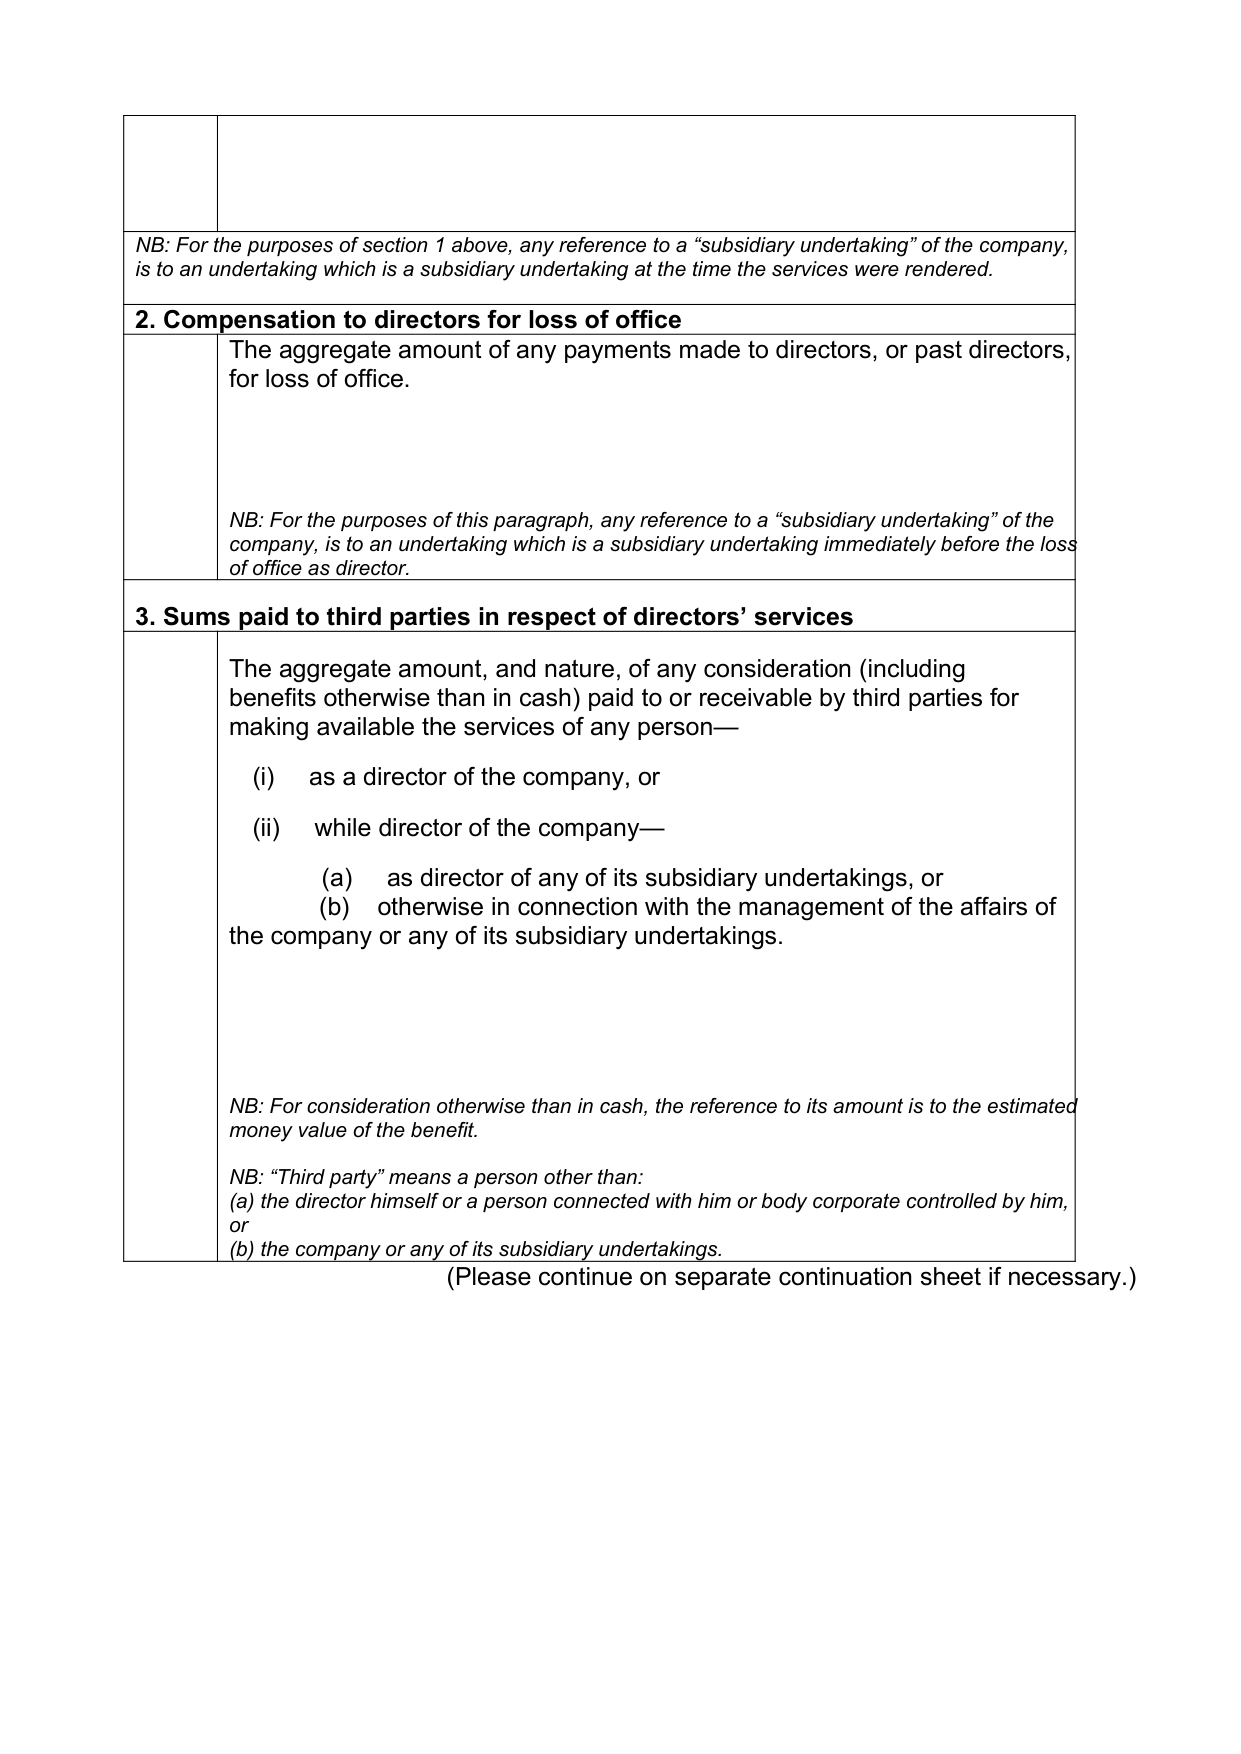 NB: For the purposes of section 1 above, any reference to a “subsidiary undertaking” of the company,
is to an undertaking which is a subsidiary undertaking at the time the services were rendered.
2. Compensation to directors for loss of office
The aggregate amount of any payments made to directors, or past directors,
for loss of office.
NB: For the purposes of this paragraph, any reference to a “subsidiary undertaking” of the
company, is to an undertaking which is a subsidiary undertaking immediately before the loss
of office as director.
3. Sums paid to third parties in respect of directors’ services
The aggregate amount, and nature, of any consideration (including
benefits otherwise than in cash) paid to or receivable by third parties for
making available the services of any person—
(i) as a director of the company, or
(ii) while director of the company—
(a) as director of any of its subsidiary undertakings, or
(b) otherwise in connection with the management of the affairs of
the company or any of its subsidiary undertakings.
NB: For consideration otherwise than in cash, the reference to its amount is to the estimated
money value of the benefit.
NB: “Third party” means a person other than:
(a) the director himself or a person connected with him or body corporate controlled by him,
or
(b) the company or any of its subsidiary undertakings.
(Please continue on separate continuation sheet if necessary.)